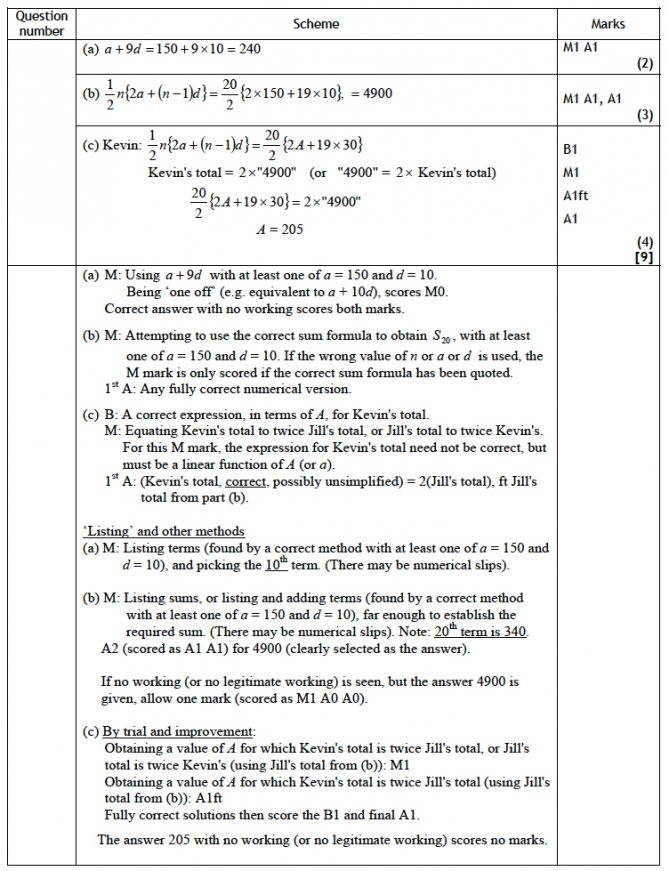 Question number Scheme Marks
(a) a + 9d = 150 + 9 × 10 = 240 M1 A1
(2)
(b) 1/2 n{2a + (n − 1)d} = 20/2 {2 × 150 + 19 × 10}, = 4900 M1 A1, A1
(3)
(c) Kevin: 1/2 n{2a + (n − 1)d} = 20/2 {2A + 19 × 30} B1
Kevin's total = 2 × "4900" (or "4900" = 2 × Kevin's total) M1
20/2 {2A + 19 × 30} = 2 × "4900" A1ft
A = 205 A1
(4)
[9]
(a) M: Using a + 9d with at least one of a = 150 and d = 10.
Being ‘one off’ (e.g. equivalent to a + 10d), scores M0.
Correct answer with no working scores both marks.
(b) M: Attempting to use the correct sum formula to obtain S20, with at least
one of a = 150 and d = 10. If the wrong value of n or a or d is used, the
M mark is only scored if the correct sum formula has been quoted.
1st A: Any fully correct numerical version.
(c) B: A correct expression, in terms of A, for Kevin's total.
M: Equating Kevin's total to twice Jill's total, or Jill's total to twice Kevin's.
For this M mark, the expression for Kevin's total need not be correct, but
must be a linear function of A (or a).
1st A: (Kevin's total, correct, possibly unsimplified) = 2(Jill's total), ft Jill's
total from part (b).
‘Listing’ and other methods
(a) M: Listing terms (found by a correct method with at least one of a = 150 and
d = 10), and picking the 10th term. (There may be numerical slips).
(b) M: Listing sums, or listing and adding terms (found by a correct method
with at least one of a = 150 and d = 10), far enough to establish the
required sum. (There may be numerical slips). Note: 20th term is 340.
A2 (scored as A1 A1) for 4900 (clearly selected as the answer).
If no working (or no legitimate working) is seen, but the answer 4900 is
given, allow one mark (scored as M1 A0 A0).
(c) By trial and improvement:
Obtaining a value of A for which Kevin's total is twice Jill's total, or Jill's
total is twice Kevin's (using Jill's total from (b)): M1
Obtaining a value of A for which Kevin's total is twice Jill's total (using Jill's
total from (b)): A1ft
Fully correct solutions then score the B1 and final A1.
The answer 205 with no working (or no legitimate working) scores no marks.